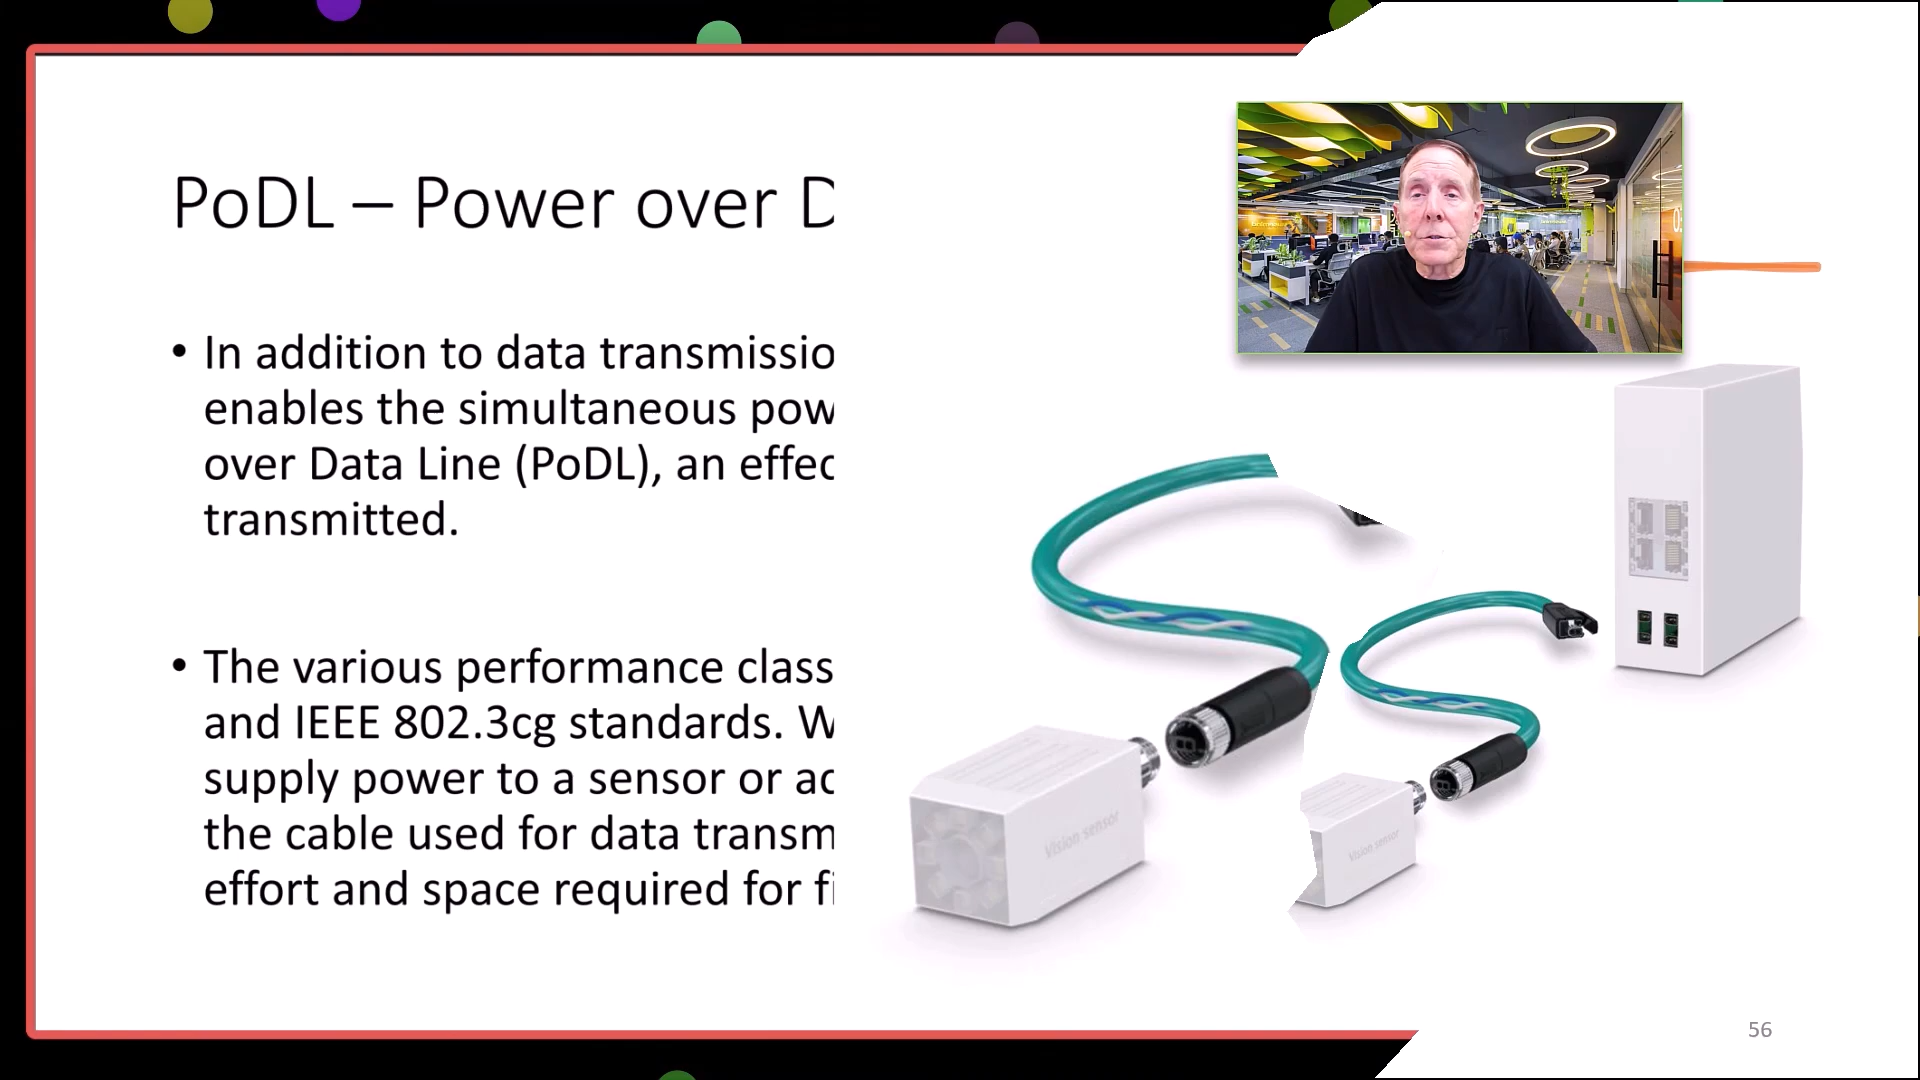 PoDL – Power over D
In addition to data transmissio
enables the simultaneous pow
over Data Line (PoDL), an effec
transmitted.
The various performance class
and IEEE 802.3cg standards. W
supply power to a sensor or ac
the cable used for data transm
effort and space required for fi
Vision sensor
Vision sensor
56